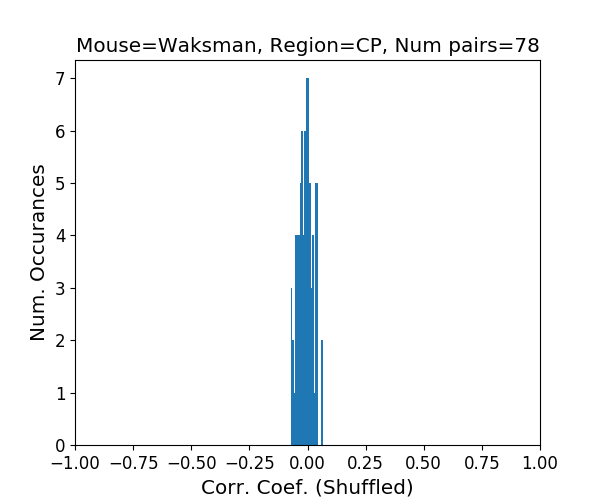 Mouse=Waksman, Region=CP, Num pairs=78
Num. Occurances
7
6
5
4
3
2
1
0
−1.00 −0.75 −0.50 −0.25 0.00 0.25 0.50 0.75 1.00
Corr. Coef. (Shuffled)